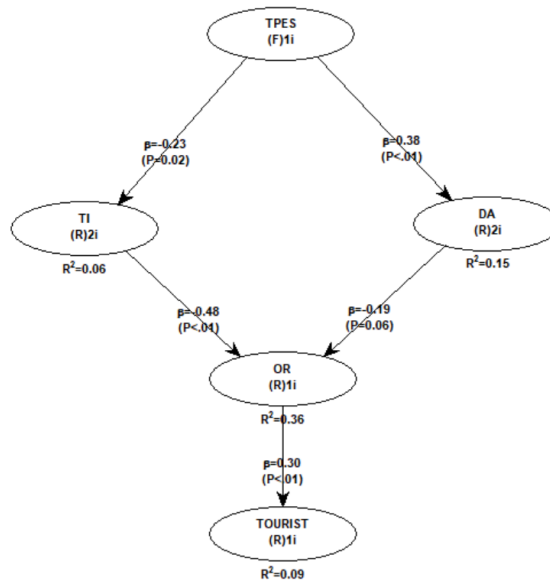 TPES
(F)1i
β=-0.23
(P=0.02)
β=0.38
(P<.01)
TI
(R)2i
R²=0.06
DA
(R)2i
R²=0.15
β=-0.48
(P<.01)
β=-0.19
(P=0.06)
OR
(R)1i
R²=0.36
β=0.30
(P<.01)
TOURIST
(R)1i
R²=0.09